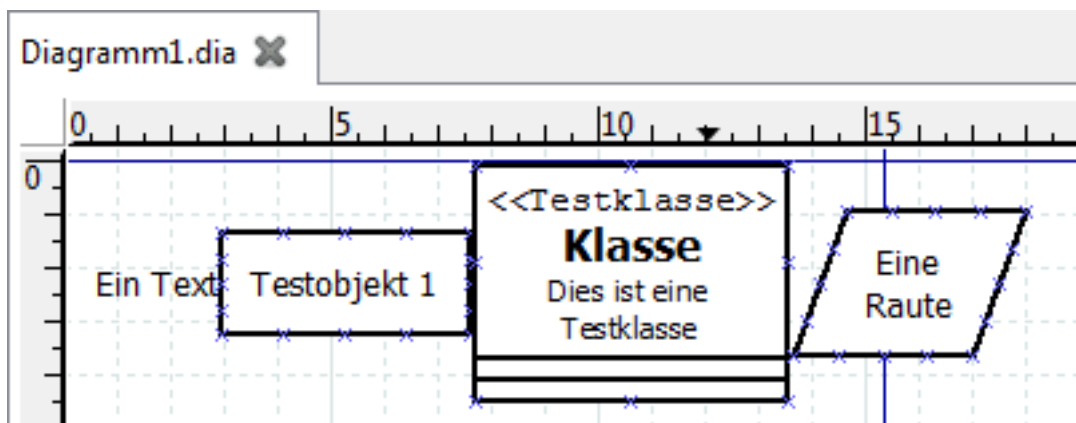 Diagramm1.dia
0 5 10 15
0
<<Testklasse>>
Klasse
Dies ist eine
Testklasse
Ein Text
Testobjekt 1
Eine
Raute